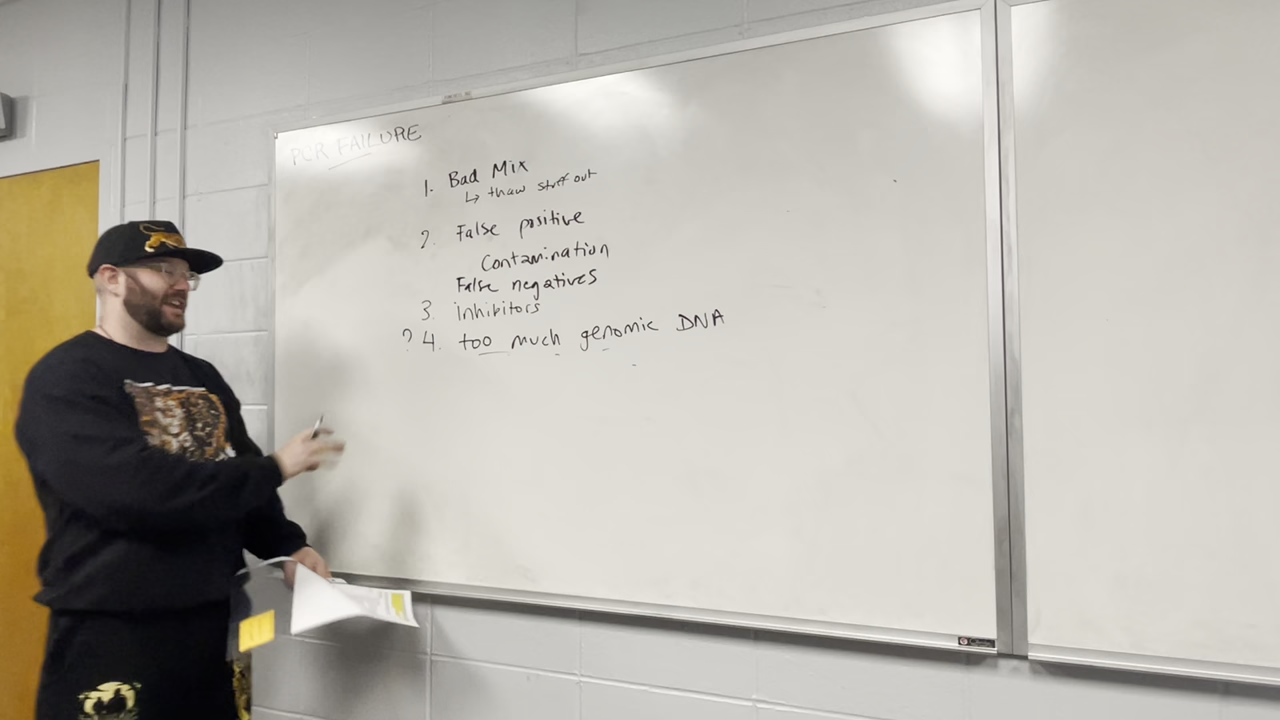 PCR FAILURE
1. Bad Mix
↳ thaw stuff out
2. False positive
Contamination
False negatives
3. inhibitors
? 4. too much genomic DNA